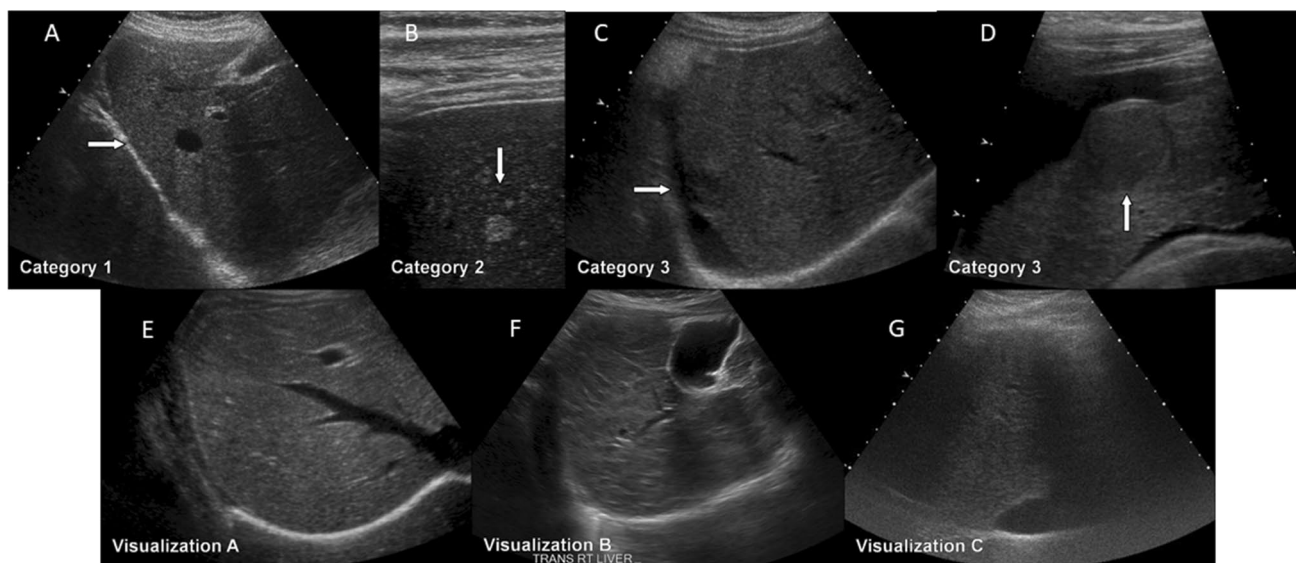 A
B
C
D
Category 1
Category 2
Category 3
Category 3
E
F
G
Visualization A
Visualization B
TRANS RT LIVER
Visualization C